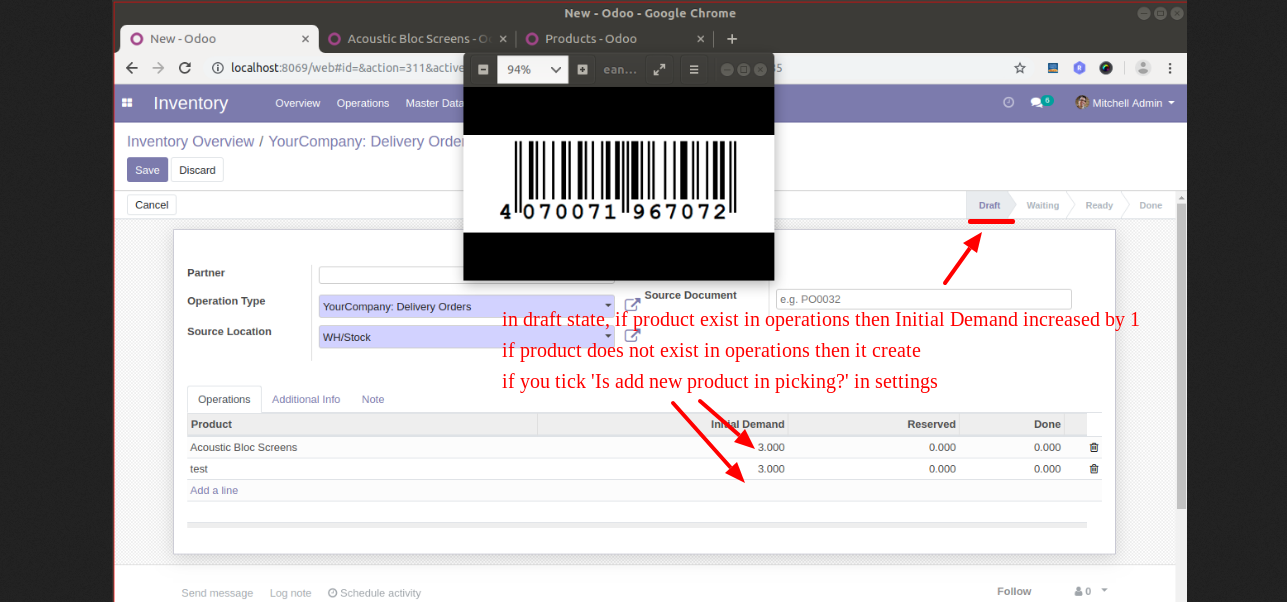 New - Odoo - Google Chrome
New - Odoo
Acoustic Bloc Screens - O
Products - Odoo
localhost:8069/web#id=&action=311&active
94%
ean...
35
Inventory
Overview
Operations
Master Data
6
Mitchell Admin
Inventory Overview / YourCompany: Delivery Order
Save
Discard
4 070071 967072
Cancel
Draft
Waiting
Ready
Done
Partner
Operation Type
YourCompany: Delivery Orders
Source Document
e.g. PO0032
Source Location
WH/Stock
in draft state, if product exist in operations then Initial Demand increased by 1
if product does not exist in operations then it create
if you tick 'Is add new product in picking?' in settings
Operations
Additional Info
Note
Product
Initial Demand
Reserved
Done
Acoustic Bloc Screens
3.000
0.000
0.000
test
3.000
0.000
0.000
Add a line
Send message
Log note
Schedule activity
Follow
0